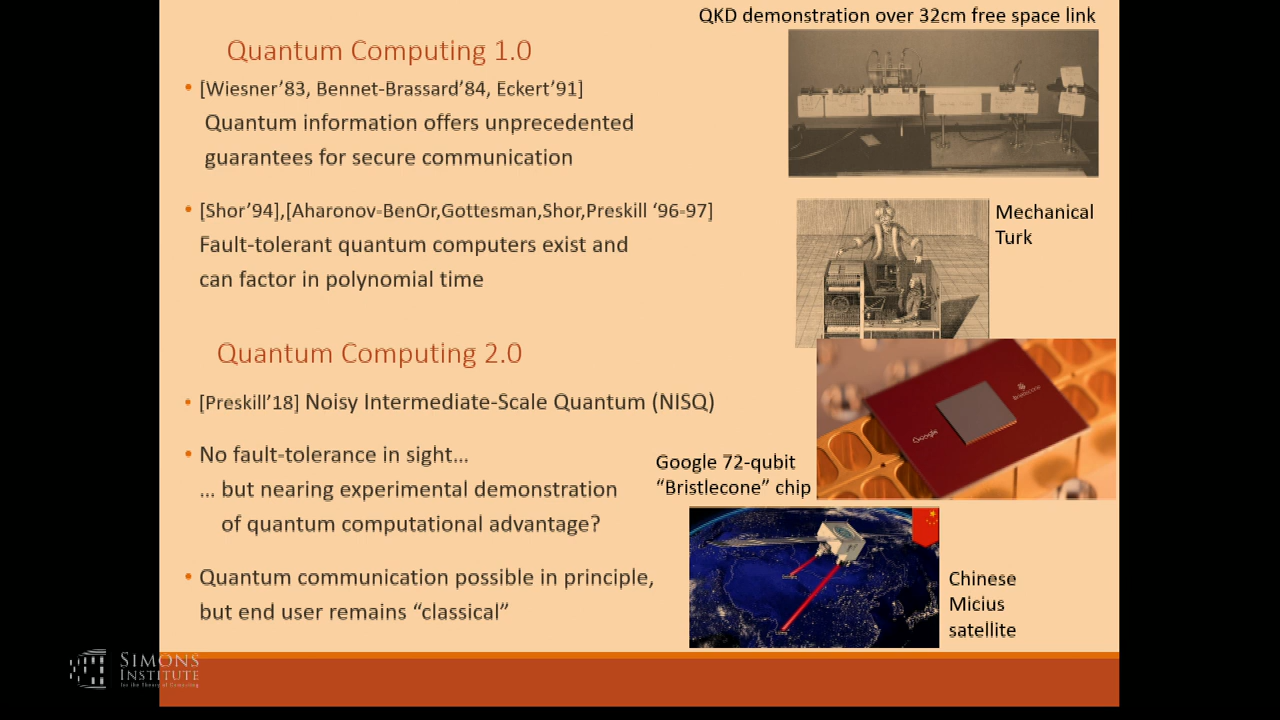 QKD demonstration over 32cm free space link
Quantum Computing 1.0
• [Wiesner’83, Bennet-Brassard’84, Eckert’91]
Quantum information offers unprecedented
guarantees for secure communication
• [Shor’94],[Aharonov-BenOr,Gottesman,Shor,Preskill ‘96-97]
Fault-tolerant quantum computers exist and
can factor in polynomial time
Mechanical
Turk
Quantum Computing 2.0
• [Preskill’18] Noisy Intermediate-Scale Quantum (NISQ)
• No fault-tolerance in sight…
… but nearing experimental demonstration
of quantum computational advantage?
Google
Bristlecone
Google 72-qubit
“Bristlecone” chip
• Quantum communication possible in principle,
but end user remains “classical”
Chinese
Micius
satellite
SIMONS
INSTITUTE
for the Theory of Computing